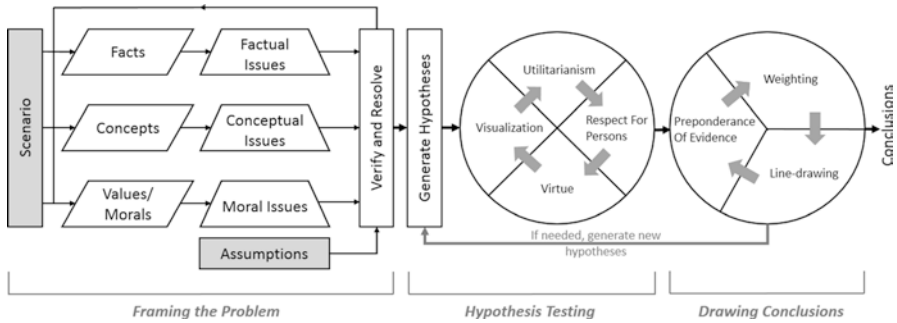 Scenario
Facts
Factual
Issues
Concepts
Conceptual
Issues
Values/
Morals
Moral Issues
Assumptions
Verify and Resolve
Generate Hypotheses
Utilitarianism
Respect For
Persons
Virtue
Visualization
Weighting
Line-drawing
Preponderance
Of Evidence
Conclusions
If needed, generate new
hypotheses
Framing the Problem
Hypothesis Testing
Drawing Conclusions